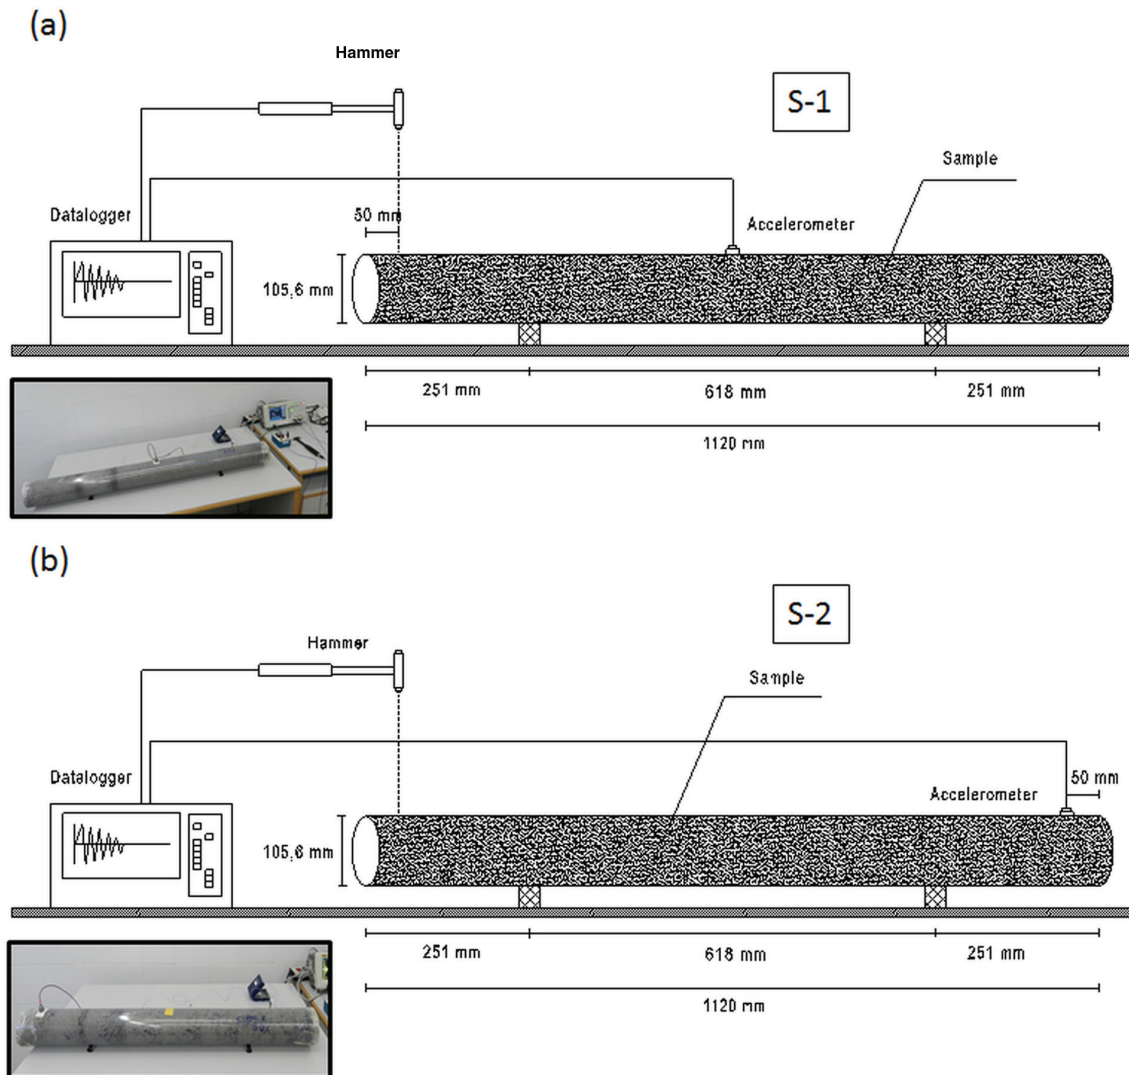 (a)
Hammer
S-1
Sample
Datalogger
50 mm
Accelerometer
105,6 mm
251 mm
618 mm
251 mm
1120 mm
(b)
S-2
Hammer
Sample
Datalogger
50 mm
Accelerometer
105,6 mm
251 mm
618 mm
251 mm
1120 mm